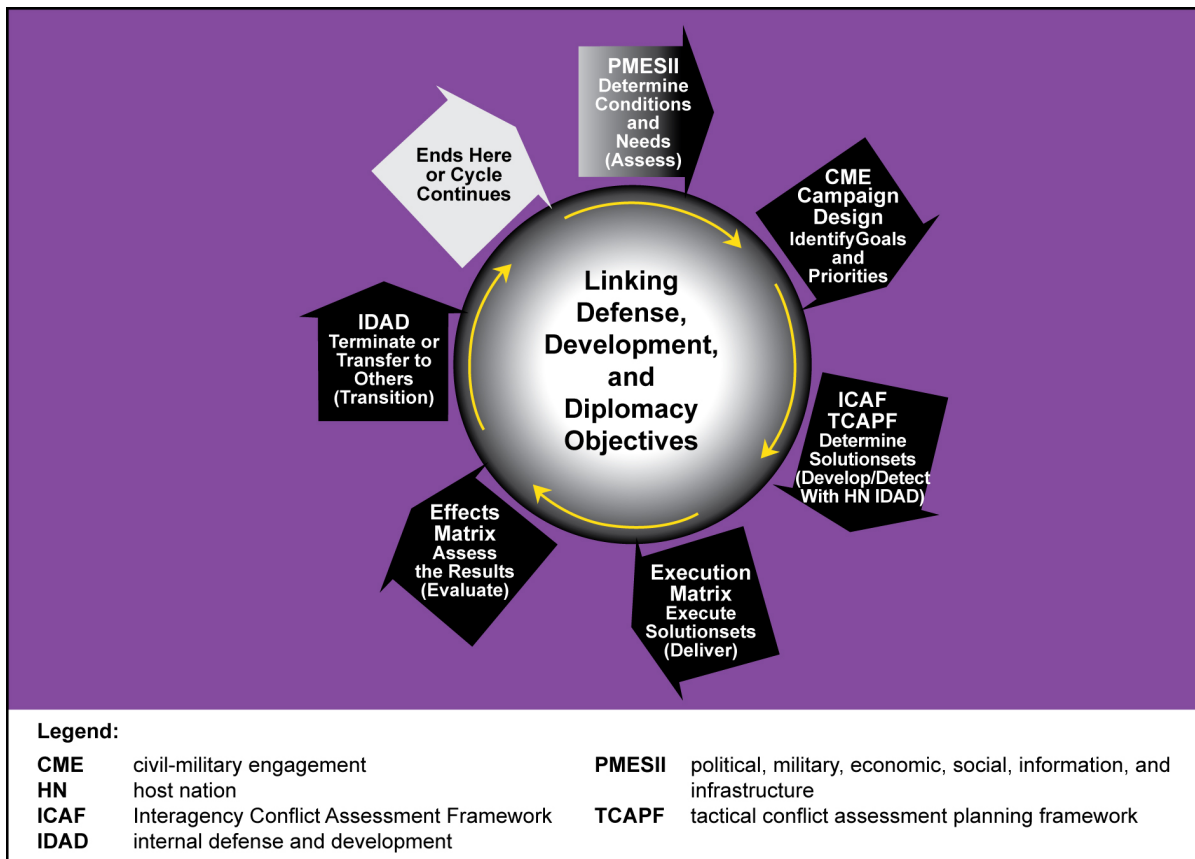 PMESII
Determine
Conditions
and
Needs
(Assess)
CME
Campaign
Design
IdentifyGoals
and
Priorities
ICAF
TCAPF
Determine
Solutionsets
(Develop/Detect
With HN IDAD)
Execution
Matrix
Execute
Solutionsets
(Deliver)
Effects
Matrix
Assess
the Results
(Evaluate)
IDAD
Terminate or
Transfer to
Others
(Transition)
Ends Here
or Cycle
Continues
Linking
Defense,
Development,
and
Diplomacy
Objectives
Legend:
CME civil-military engagement
HN host nation
ICAF Interagency Conflict Assessment Framework
IDAD internal defense and development
PMESII political, military, economic, social, information, and
infrastructure
TCAPF tactical conflict assessment planning framework